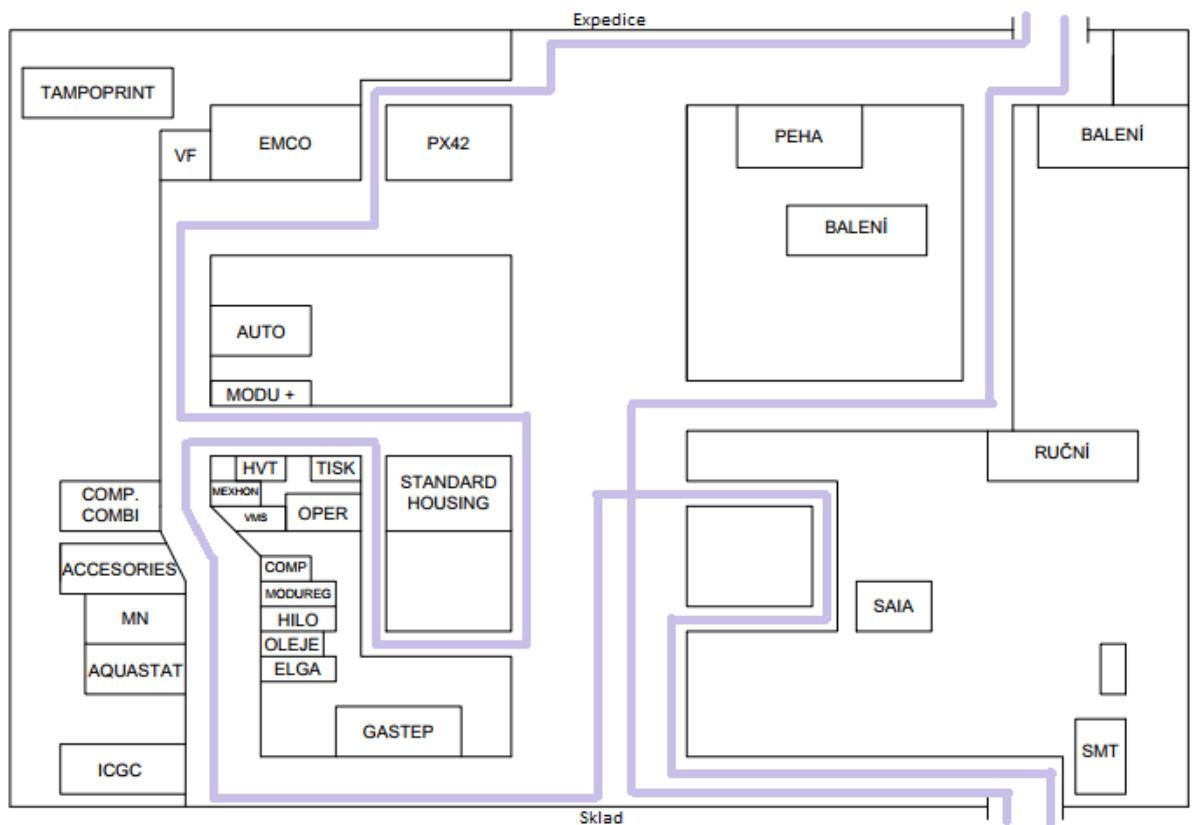 Expedice
TAMPOPRINT
VF
EMCO
PX42
PEHA
BALENÍ
BALENÍ
AUTO
MODU +
HVT
TISK
STANDARD
HOUSING
RUČNÍ
COMP.
COMBI
MEXHON
VMS
OPER
ACCESORIES
COMP
MODUREG
MN
HILO
SAIA
OLEJE
AQUASTAT
ELGA
GASTEP
SMT
ICGC
Sklad